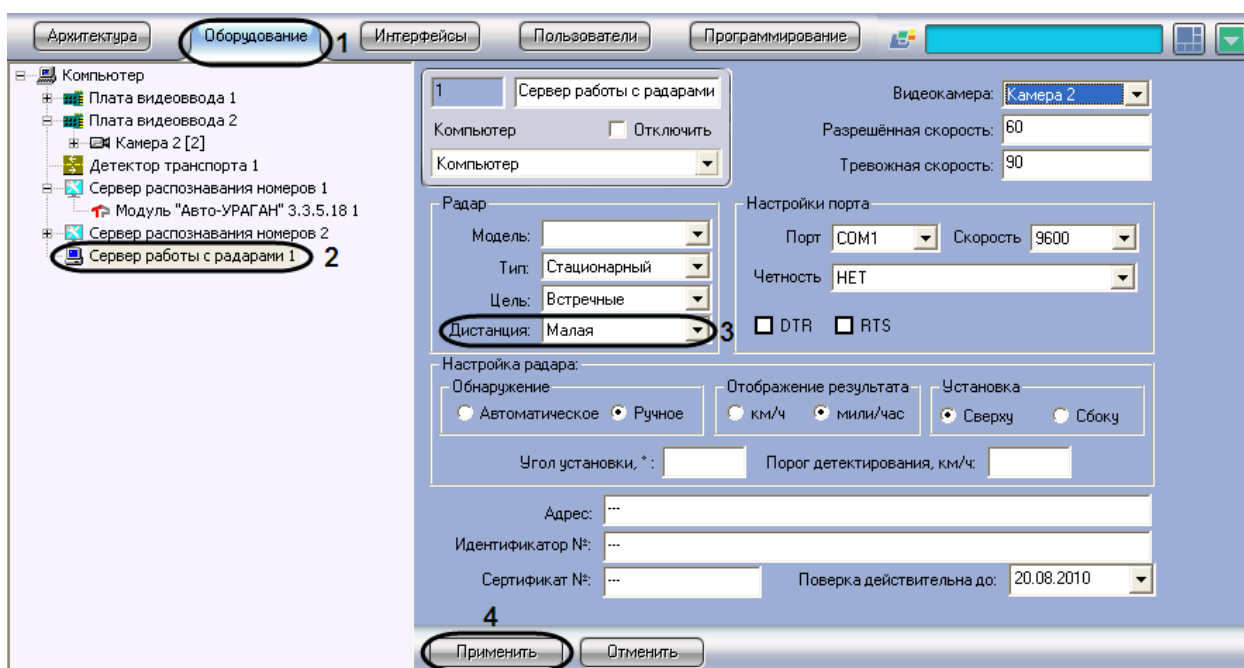 Архитектура Оборудование 1 Интерфейсы Пользователи Программирование
Компьютер
Плата видеоввода 1
Плата видеоввода 2
Камера 2 [2]
Детектор транспорта 1
Сервер распознавания номеров 1
Модуль "Авто-УРАГАН" 3.3.5.18 1
Сервер распознавания номеров 2
Сервер работы с радарами 1 2
1 Сервер работы с радарами
Компьютер Отключить
Компьютер
Видеокамера: Камера 2
Разрешённая скорость: 60
Тревожная скорость: 90
Радар
Модель:
Тип: Стационарный
Цель: Встречные
Дистанция: Малая 3
Настройки порта
Порт COM1 Скорость 9600
Четность НЕТ
DTR RTS
Настройка радара:
Обнаружение Отображение результата Установка
Автоматическое Ручное км/ч мили/час Сверху Сбоку
Угол установки, ° : Порог детектирования, км/ч:
Адрес: ---
Идентификатор №: ---
Сертификат №: --- Поверка действительна до: 20.08.2010
4
Применить Отменить